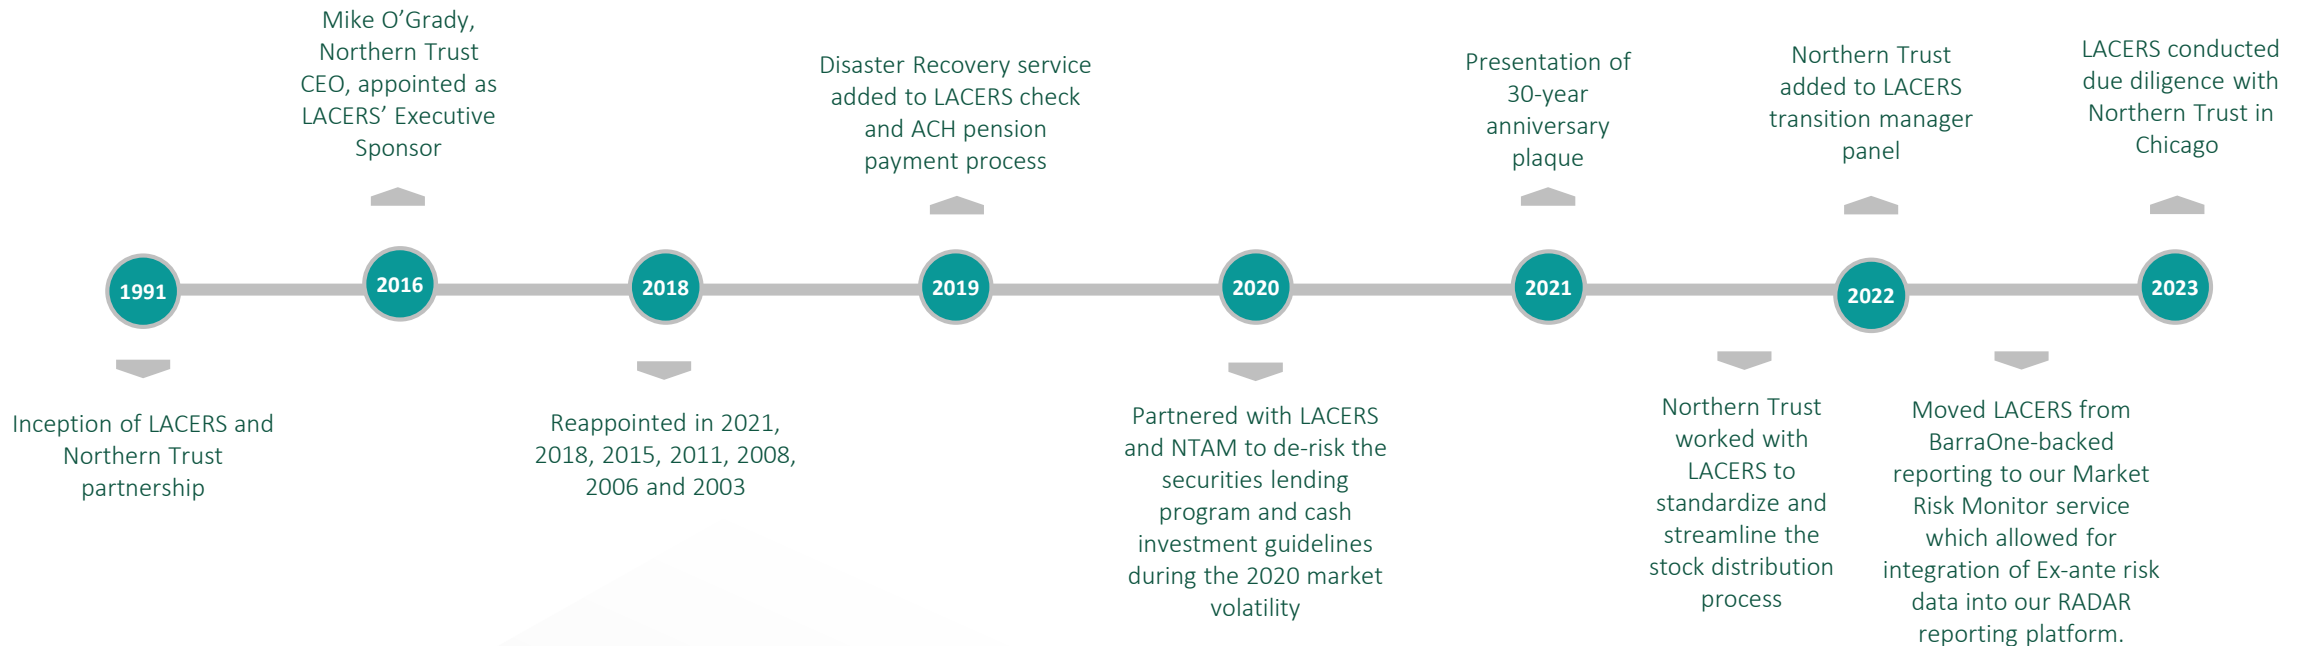 Mike O’Grady,
Northern Trust
CEO, appointed as
LACERS’ Executive
Sponsor
Disaster Recovery service
added to LACERS check
and ACH pension
payment process
Presentation of
30-year
anniversary
plaque
Northern Trust
added to LACERS
transition manager
panel
LACERS conducted
due diligence with
Northern Trust in
Chicago
1991
2016
2018
2019
2020
2021
2022
2023
Inception of LACERS and
Northern Trust
partnership
Reappointed in 2021,
2018, 2015, 2011, 2008,
2006 and 2003
Partnered with LACERS
and NTAM to de-risk the
securities lending
program and cash
investment guidelines
during the 2020 market
volatility
Northern Trust
worked with
LACERS to
standardize and
streamline the
stock distribution
process
Moved LACERS from
BarraOne-backed
reporting to our Market
Risk Monitor service
which allowed for
integration of Ex-ante risk
data into our RADAR
reporting platform.